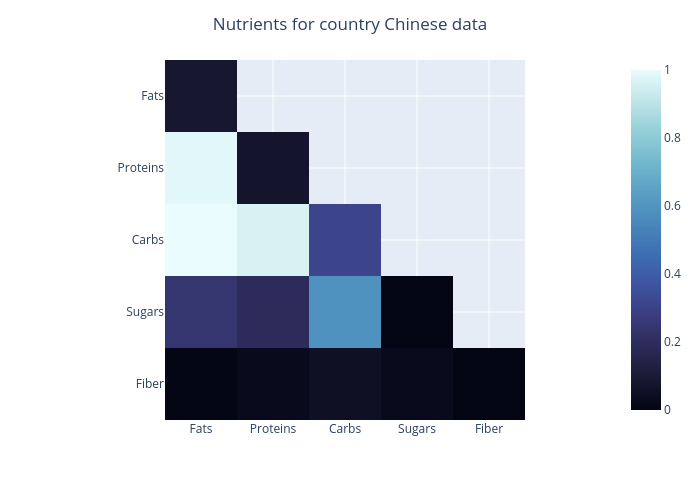 Nutrients for country Chinese data
Fats
Proteins
Carbs
Sugars
Fiber
Fats Proteins Carbs Sugars Fiber
1
0.8
0.6
0.4
0.2
0